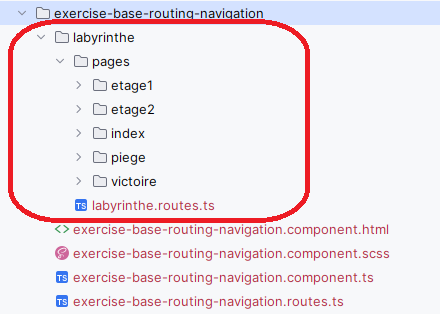 exercise-base-routing-navigation
labyrinthe
pages
etage1
etage2
index
piege
victoire
TS labyrinthe.routes.ts
<> exercise-base-routing-navigation.component.html
exercise-base-routing-navigation.component.scss
TS exercise-base-routing-navigation.component.ts
TS exercise-base-routing-navigation.routes.ts